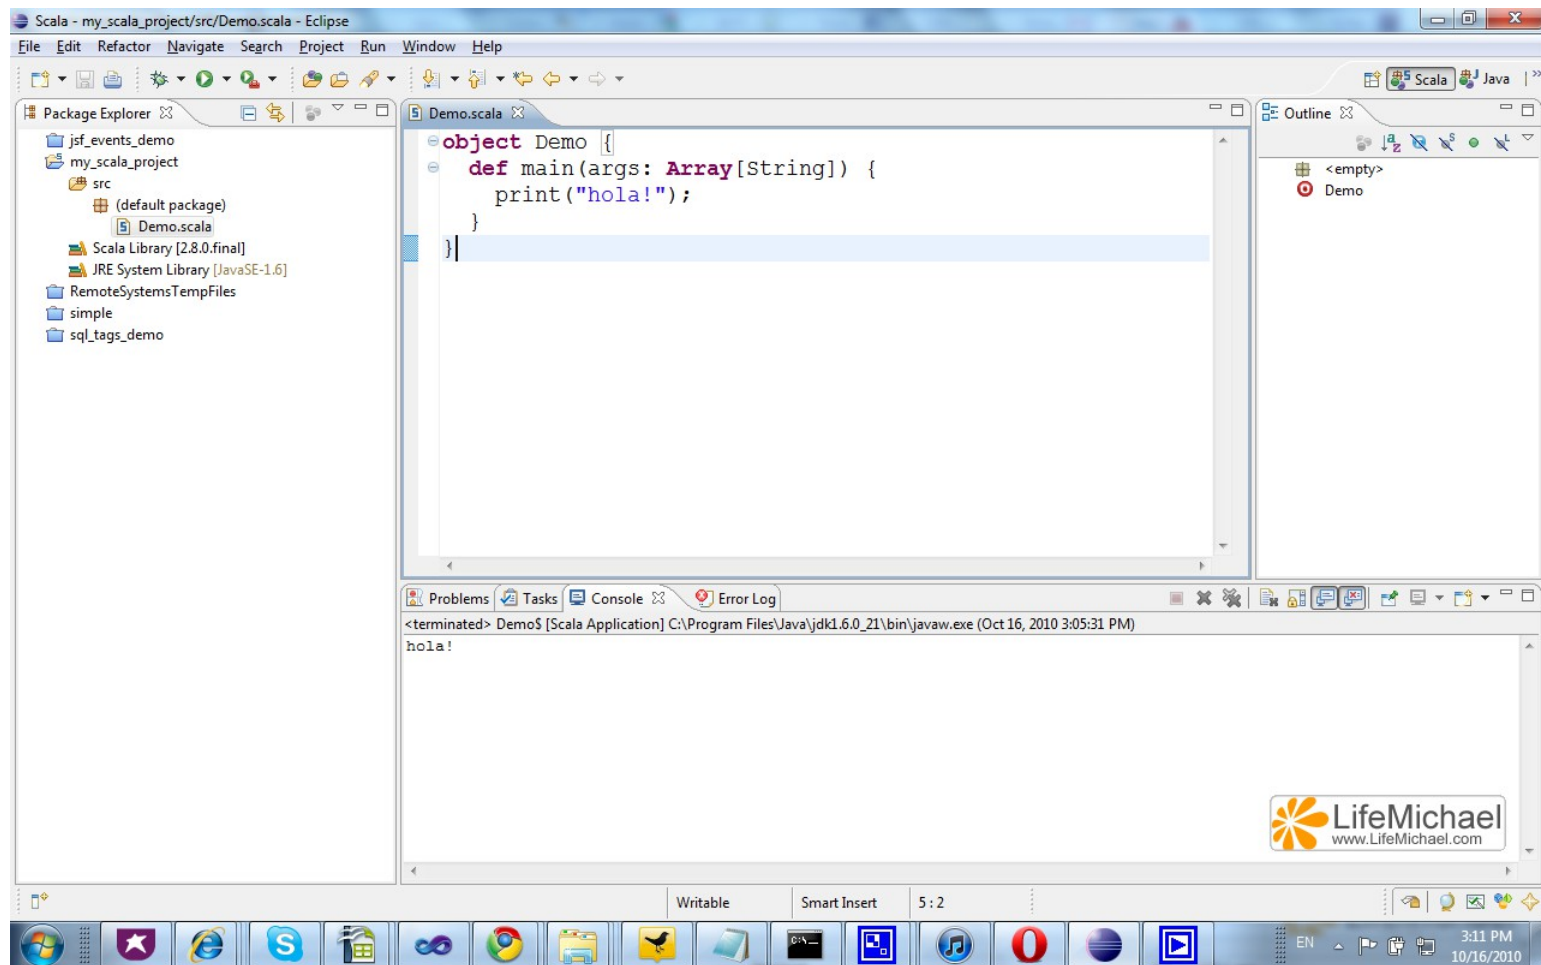 Scala - my_scala_project/src/Demo.scala - Eclipse
File Edit Refactor Navigate Search Project Run Window Help
Scala Java »
Package Explorer
jsf_events_demo
my_scala_project
src
(default package)
Demo.scala
Scala Library [2.8.0.final]
JRE System Library [JavaSE-1.6]
RemoteSystemsTempFiles
simple
sql_tags_demo
Demo.scala
object Demo {
def main(args: Array[String]) {
print("hola!");
}
}
Outline
<empty>
Demo
Problems Tasks Console Error Log
<terminated> Demo$ [Scala Application] C:\Program Files\Java\jdk1.6.0_21\bin\javaw.exe (Oct 16, 2010 3:05:31 PM)
hola!
LifeMichael
www.LifeMichael.com
Writable Smart Insert 5 : 2
EN 3:11 PM
10/16/2010